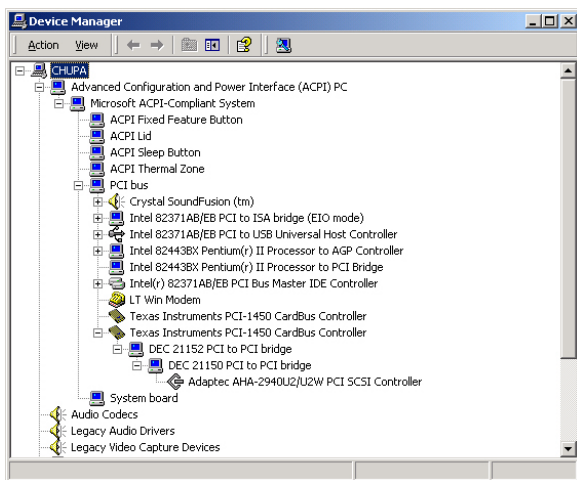 Device Manager
Action View
CHUPA
Advanced Configuration and Power Interface (ACPI) PC
Microsoft ACPI-Compliant System
ACPI Fixed Feature Button
ACPI Lid
ACPI Sleep Button
ACPI Thermal Zone
PCI bus
Crystal SoundFusion (tm)
Intel 82371AB/EB PCI to ISA bridge (EIO mode)
Intel 82371AB/EB PCI to USB Universal Host Controller
Intel 82443BX Pentium(r) II Processor to AGP Controller
Intel 82443BX Pentium(r) II Processor to PCI Bridge
Intel(r) 82371AB/EB PCI Bus Master IDE Controller
LT Win Modem
Texas Instruments PCI-1450 CardBus Controller
Texas Instruments PCI-1450 CardBus Controller
DEC 21152 PCI to PCI bridge
DEC 21150 PCI to PCI bridge
Adaptec AHA-2940U2/U2W PCI SCSI Controller
System board
Audio Codecs
Legacy Audio Drivers
Legacy Video Capture Devices